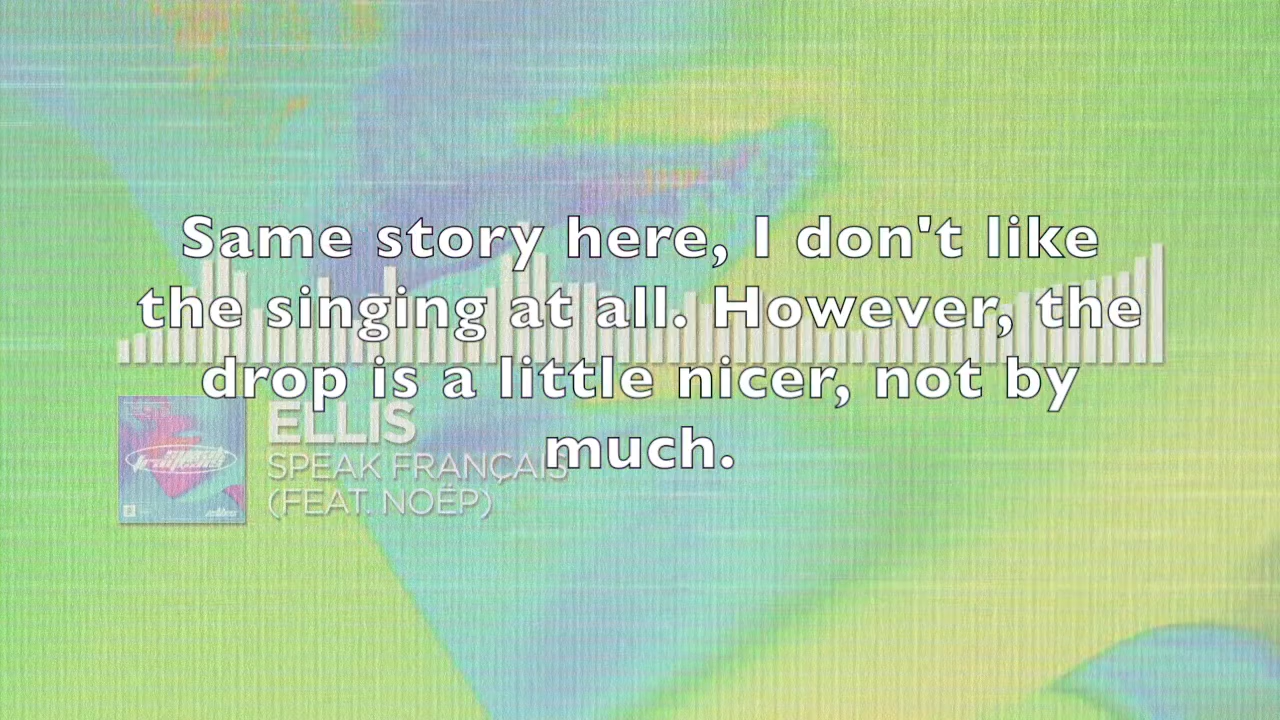 Same story here, I don't like
the singing at all. However, the
drop is a little nicer, not by
much.
ELLIS
SPEAK FRANÇAIS
(FEAT. NOËP)